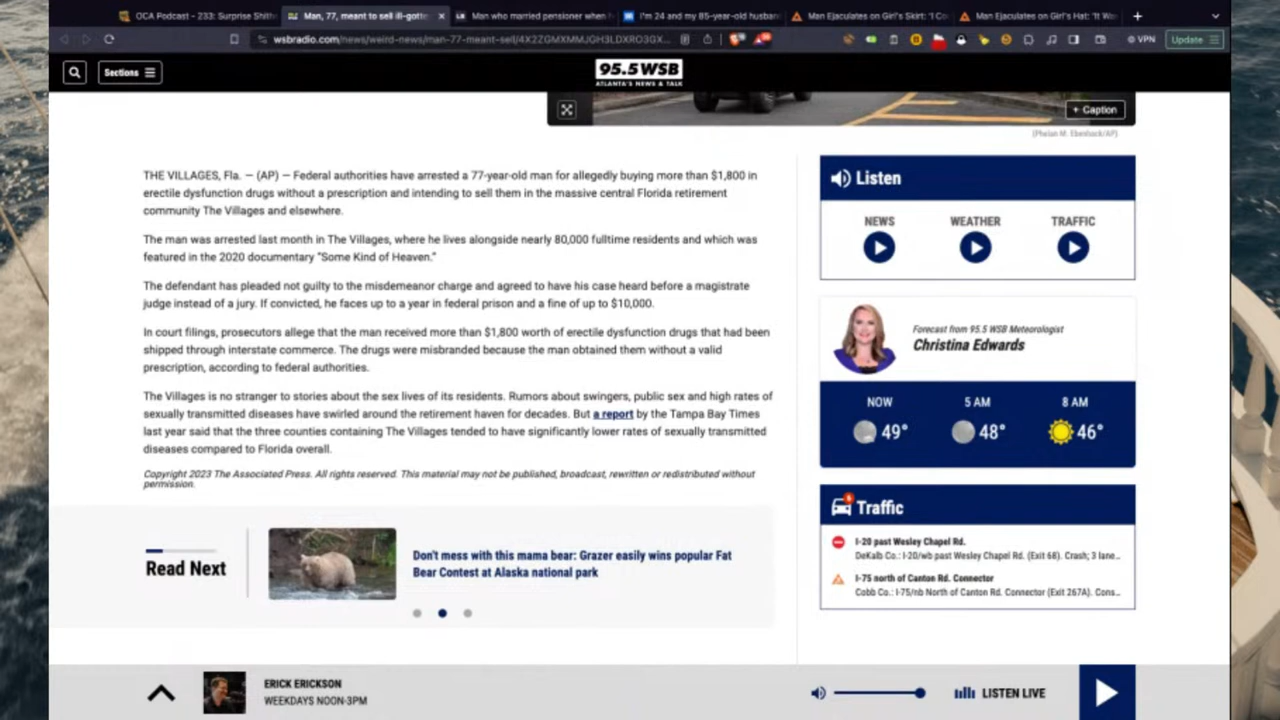 OCA Podcast - 233: Surprise Shitt
Man, 77, meant to sell ill-gotte
Man who married pensioner when
I'm 24 and my 85-year-old husban
Man Ejaculates on Girl's Skirt: "I Co
Man Ejaculates on Girl's Hat: "It Wa
wsbradio.com/news/weird-news/man-77-meant-sell/4X2ZGMXMMJGH3LDXRO3GX...
VPN
Update
Sections
95.5 WSB
ATLANTA'S NEWS & TALK
+ Caption
(Phelan M. Ebenhack/AP)
THE VILLAGES, Fla. — (AP) — Federal authorities have arrested a 77-year-old man for allegedly buying more than $1,800 in
erectile dysfunction drugs without a prescription and intending to sell them in the massive central Florida retirement
community The Villages and elsewhere.
The man was arrested last month in The Villages, where he lives alongside nearly 80,000 fulltime residents and which was
featured in the 2020 documentary "Some Kind of Heaven."
The defendant has pleaded not guilty to the misdemeanor charge and agreed to have his case heard before a magistrate
judge instead of a jury. If convicted, he faces up to a year in federal prison and a fine of up to $10,000.
In court filings, prosecutors allege that the man received more than $1,800 worth of erectile dysfunction drugs that had been
shipped through interstate commerce. The drugs were misbranded because the man obtained them without a valid
prescription, according to federal authorities.
The Villages is no stranger to stories about the sex lives of its residents. Rumors about swingers, public sex and high rates of
sexually transmitted diseases have swirled around the retirement haven for decades. But a report by the Tampa Bay Times
last year said that the three counties containing The Villages tended to have significantly lower rates of sexually transmitted
diseases compared to Florida overall.
Copyright 2023 The Associated Press. All rights reserved. This material may not be published, broadcast, rewritten or redistributed without
permission.
Read Next
Don't mess with this mama bear: Grazer easily wins popular Fat
Bear Contest at Alaska national park
Listen
NEWS
WEATHER
TRAFFIC
Forecast from 95.5 WSB Meteorologist
Christina Edwards
NOW
5 AM
8 AM
49°
48°
46°
Traffic
I-20 past Wesley Chapel Rd.
DeKalb Co.: I-20/wb past Wesley Chapel Rd. (Exit 68). Crash; 3 lane...
I-75 north of Canton Rd. Connector
Cobb Co.: I-75/nb North of Canton Rd. Connector (Exit 267A). Cons...
ERICK ERICKSON
WEEKDAYS NOON-3PM
LISTEN LIVE